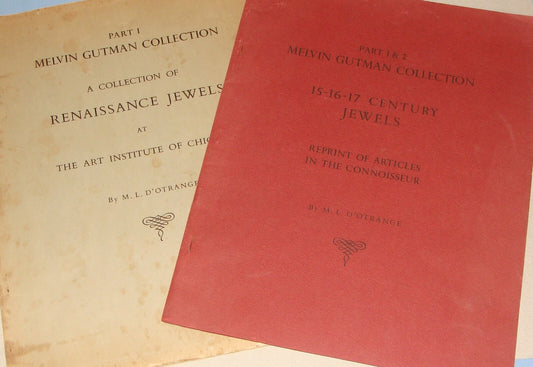 PART I
MELVIN GUTMAN COLLECTION
A COLLECTION OF
RENAISSANCE JEWELS
AT
THE ART INSTITUTE OF CHIC
By M. L. D'OTRANGE
PART I & 2
MELVIN GUTMAN COLLECTION
15-16-17 CENTURY
JEWELS
REPRINT OF ARTICLES
IN THE CONNOISSEUR
By M. L. D'OTRANGE